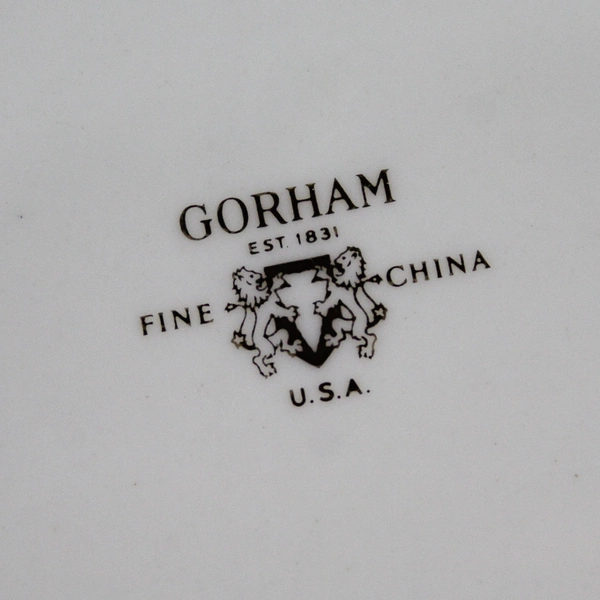 GORHAM
EST. 1831
FINE CHINA
U.S.A.